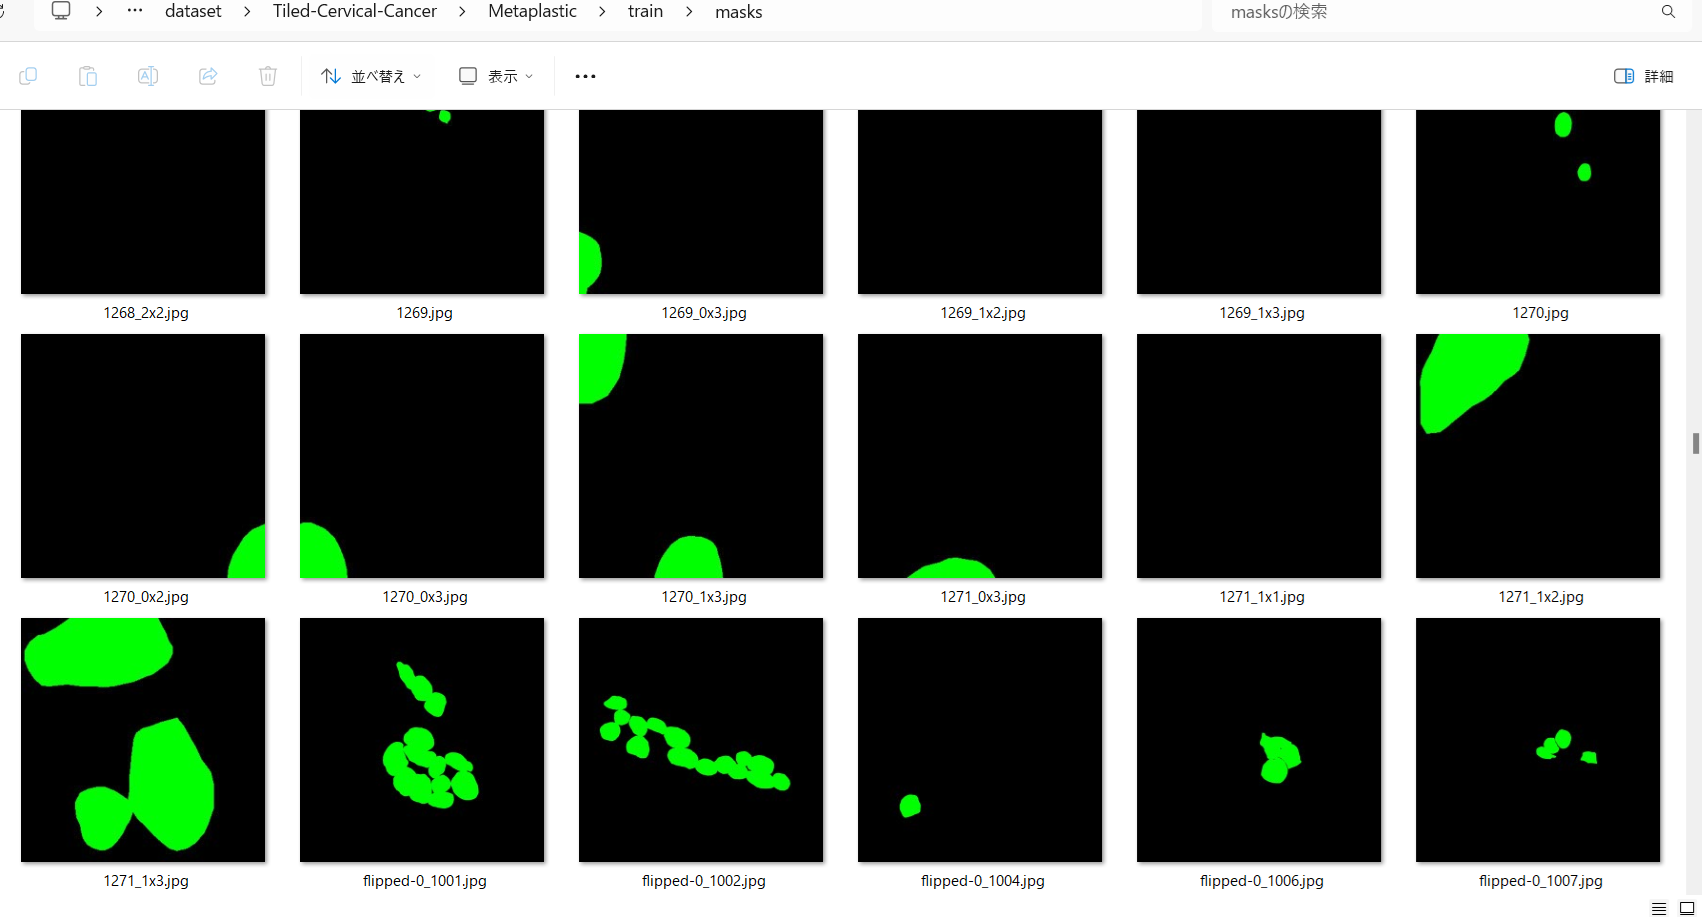 dataset > Tiled-Cervical-Cancer > Metaplastic > train > masks
masksの検索
並べ替え
表示
詳細
1268_2x2.jpg
1269.jpg
1269_0x3.jpg
1269_1x2.jpg
1269_1x3.jpg
1270.jpg
1270_0x2.jpg
1270_0x3.jpg
1270_1x3.jpg
1271_0x3.jpg
1271_1x1.jpg
1271_1x2.jpg
1271_1x3.jpg
flipped-0_1001.jpg
flipped-0_1002.jpg
flipped-0_1004.jpg
flipped-0_1006.jpg
flipped-0_1007.jpg